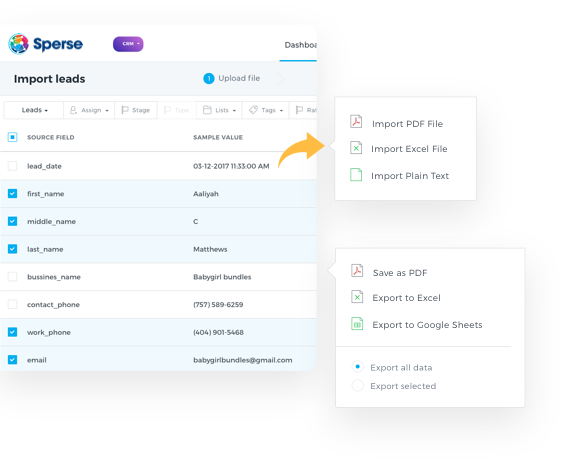 Sperse
CRM
Dashboa
Import leads
1 Upload file
Leads
Assign
Stage
Type
Lists
Tags
Rat
SOURCE FIELD SAMPLE VALUE
lead_date 03-12-2017 11:33:00 AM
first_name Aaliyah
middle_name C
last_name Matthews
bussines_name Babygirl bundles
contact_phone (757) 589-6259
work_phone (404) 901-5468
email babygirlbundles@gmail.com
Import PDF File
Import Excel File
Import Plain Text
Save as PDF
Export to Excel
Export to Google Sheets
Export all data
Export selected